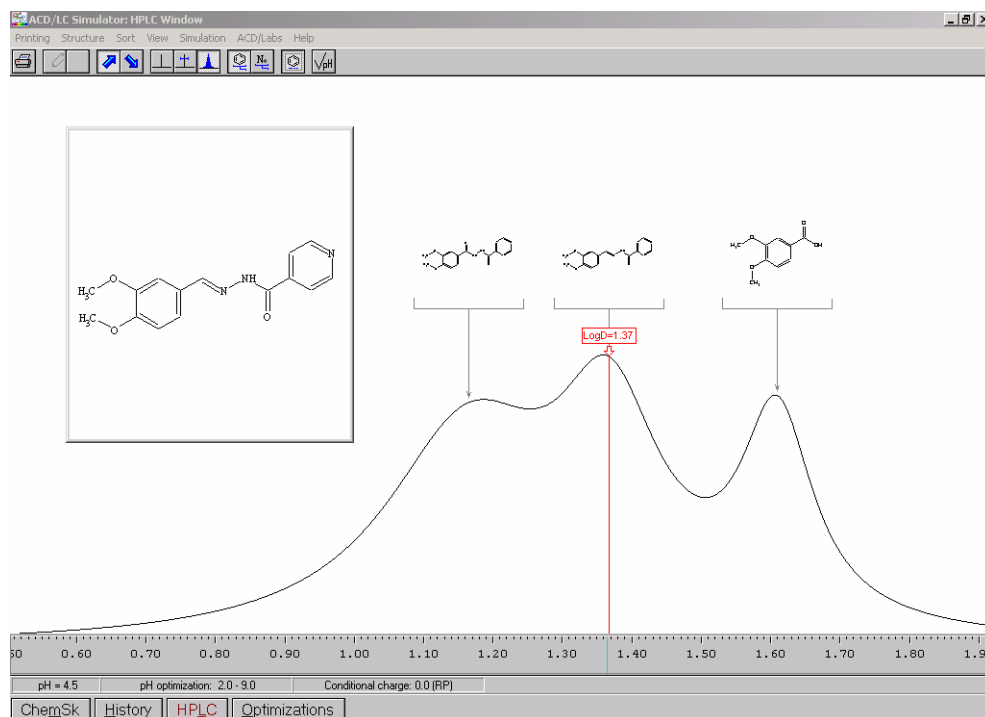 ACD/LC Simulator: HPLC Window
Printing Structure Sort View Simulation ACD/Labs Help
No
pH
H₃C
O
H₃C
O
N
NH
O
N
O
CH₃
O
OH
O
CH₃
LogD=1.37
0.60 0.70 0.80 0.90 1.00 1.10 1.20 1.30 1.40 1.50 1.60 1.70 1.80
pH = 4.5 pH optimization: 2.0 - 9.0 Conditional charge: 0.0 (RP)
ChemSk History HPLC Optimizations